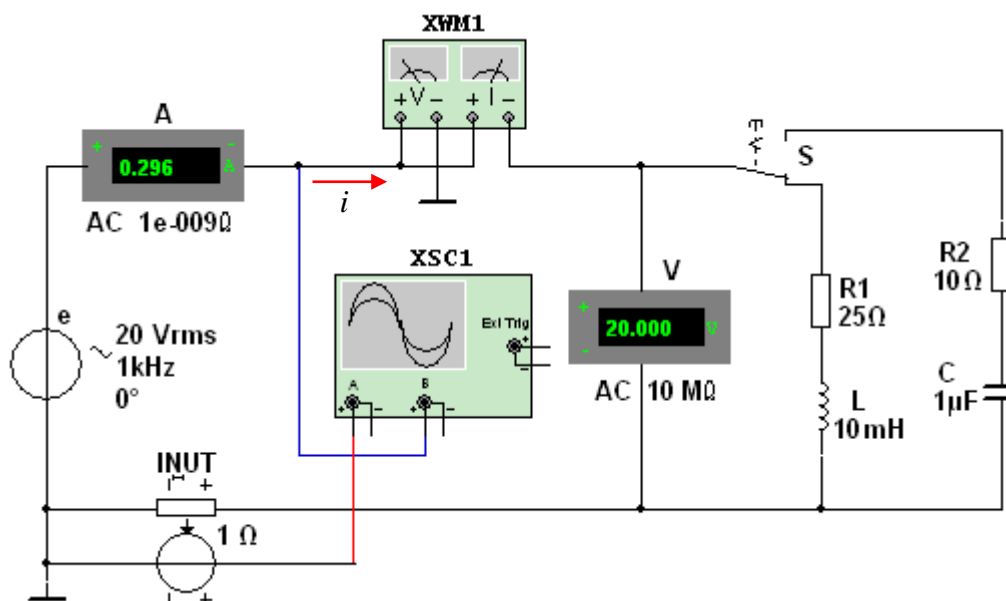 XWM1
A
+ -
0.296 A
AC 1e-009Ω
+ V - + I -
i
S
XSC1
Ext Trig
+
-
A B
+ - + -
V
+
-
20.000 V
AC 10 MΩ
e
20 Vrms
1kHz
0°
R1
25Ω
R2
10Ω
L
10mH
C
1µF
INUT
- +
1 Ω
- +